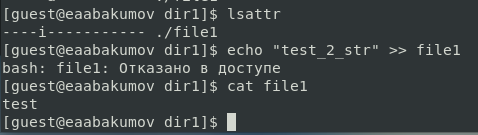 [guest@eaabakumov dir1]$ lsattr
----i----------- ./file1
[guest@eaabakumov dir1]$ echo "test_2_str" >> file1
bash: file1: Отказано в доступе
[guest@eaabakumov dir1]$ cat file1
test
[guest@eaabakumov dir1]$